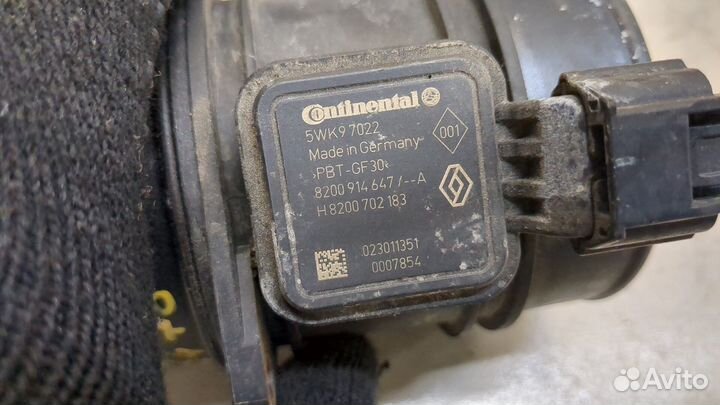 Continental
5WK9 7022
001
Made in Germany
>PBT-GF30<
8200 914 647 /--A
H 8200 702 183
023011351
0007854
Avito